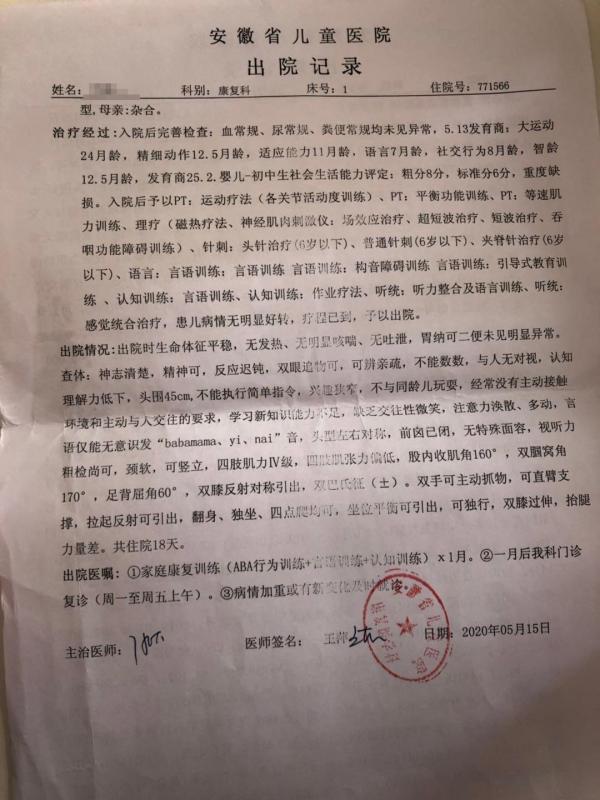 安徽省儿童医院
出院记录
姓名: 科别:康复科 床号:1 住院号:771566
型,母亲:杂合。
治疗经过:入院后完善检查:血常规、尿常规、粪便常规均未见异常,5.13发育商:大运动
24月龄,精细动作12.5月龄,适应能力11月龄,语言7月龄,社交行为8月龄,智龄
12.5月龄,发育商25.2.婴儿-初中生社会生活能力评定:粗分8分,标准分6分,重度缺
损。入院后予以PT:运动疗法(各关节活动度训练)、PT:平衡功能训练、PT:等速肌
力训练、理疗(磁热疗法、神经肌肉刺激仪:场效应治疗、超短波治疗、短波治疗、吞
咽功能障碍训练)、针刺:头针治疗(6岁以下)、普通针刺(6岁以下)、夹脊针治疗(6岁
以下)、语言:言语训练:言语训练 言语训练:构音障碍训练 言语训练:引导式教育训
练 、认知训练:言语训练、认知训练:作业疗法、听统:听力整合及语言训练、听统:
感觉统合治疗,患儿病情无明显好转,疗程已到,予以出院。
出院情况:出院时生命体征平稳,无发热、无明显咳喘、无吐泄,胃纳可二便未见明显异常。
查体:神志清楚,精神可,反应迟钝,双眼追物可,可辨亲疏,不能数数,与人无对视,认知
理解力低下,头围45cm,不能执行简单指令,兴趣狭窄,不与同龄儿玩耍,经常没有主动接触
环境和主动与人交往的要求,学习新知识能力不足,缺乏交往性微笑,注意力涣散、多动,言
语仅能无意识发“babamama、yi、nai”音,头型左右对称,前囟已闭,无特殊面容,视听力
粗检尚可,颈软,可竖立,四肢肌力Ⅳ级,四肢肌张力偏低,股内收肌角160°,双腘窝角
170°,足背屈角60°,双膝反射对称引出,双巴氏征(±)。双手可主动抓物,可直臂支
撑,拉起反射可引出,翻身、独坐、四点爬均可,坐位平衡可引出,可独行,双膝过伸,抬腿
力量差。共住院18天。
出院医嘱:①家庭康复训练(ABA行为训练+言语训练+认知训练)x1月。②一月后我科门诊
复诊(周一至周五上午)。③病情加重或有新变化及时就诊。
主治医师: 医师签名: 王萍 日期:2020年05月15日
安徽省儿童医院